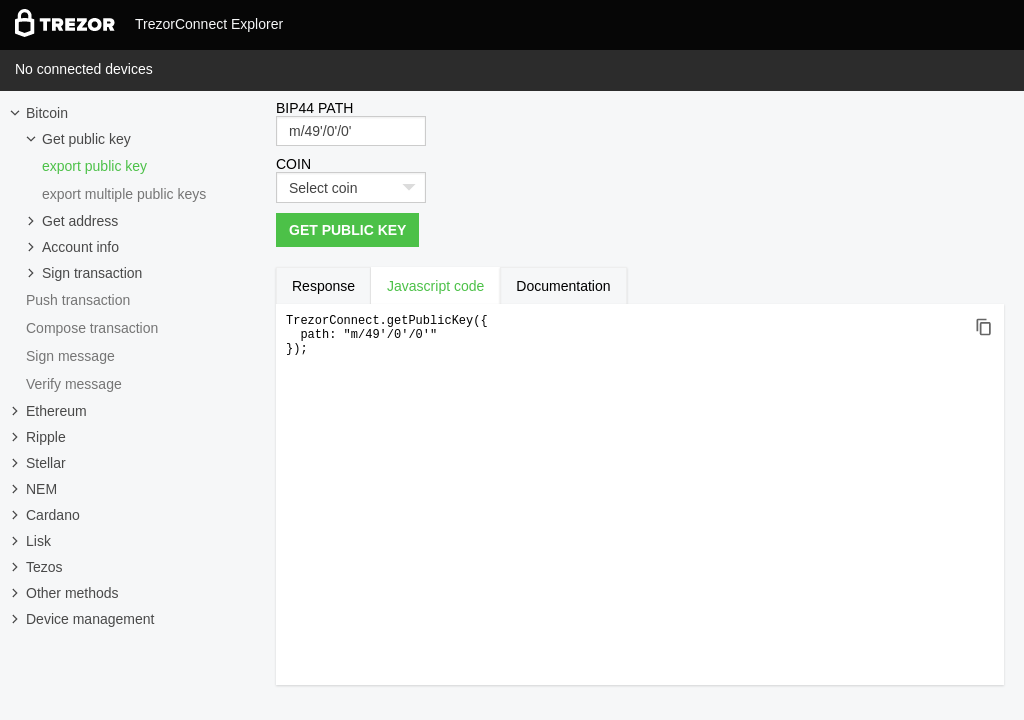 TREZOR TrezorConnect Explorer
No connected devices
Bitcoin
Get public key
export public key
export multiple public keys
Get address
Account info
Sign transaction
Push transaction
Compose transaction
Sign message
Verify message
Ethereum
Ripple
Stellar
NEM
Cardano
Lisk
Tezos
Other methods
Device management
BIP44 PATH
m/49'/0'/0'
COIN
Select coin
GET PUBLIC KEY
Response Javascript code Documentation
TrezorConnect.getPublicKey({
  path: "m/49'/0'/0'"
});